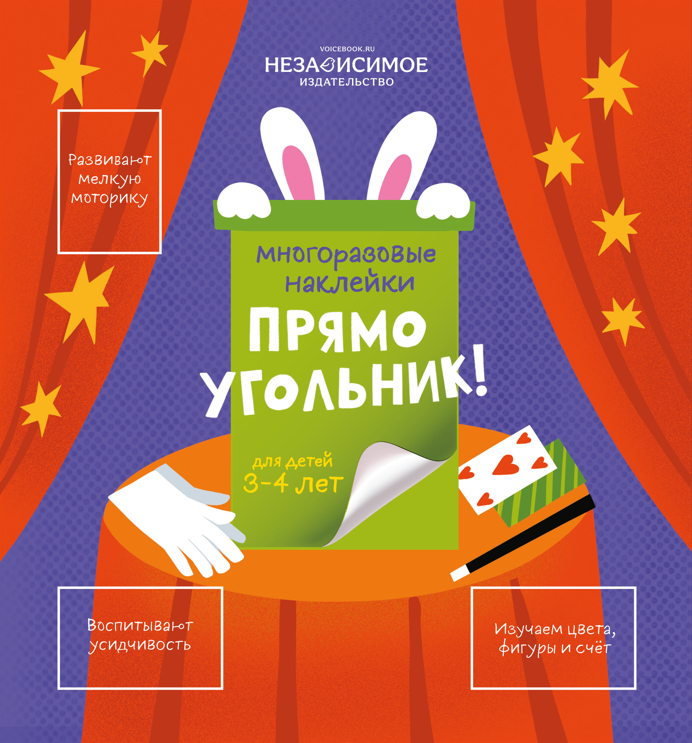 VOICEBOOK.RU
НЕЗАВИСИМОЕ
ИЗДАТЕЛЬСТВО
Развивают
мелкую
моторику
многоразовые
наклейки
ПРЯМО
УГОЛЬНИК!
для детей
3–4 лет
Воспитывают
усидчивость
Изучаем цвета,
фигуры и счёт